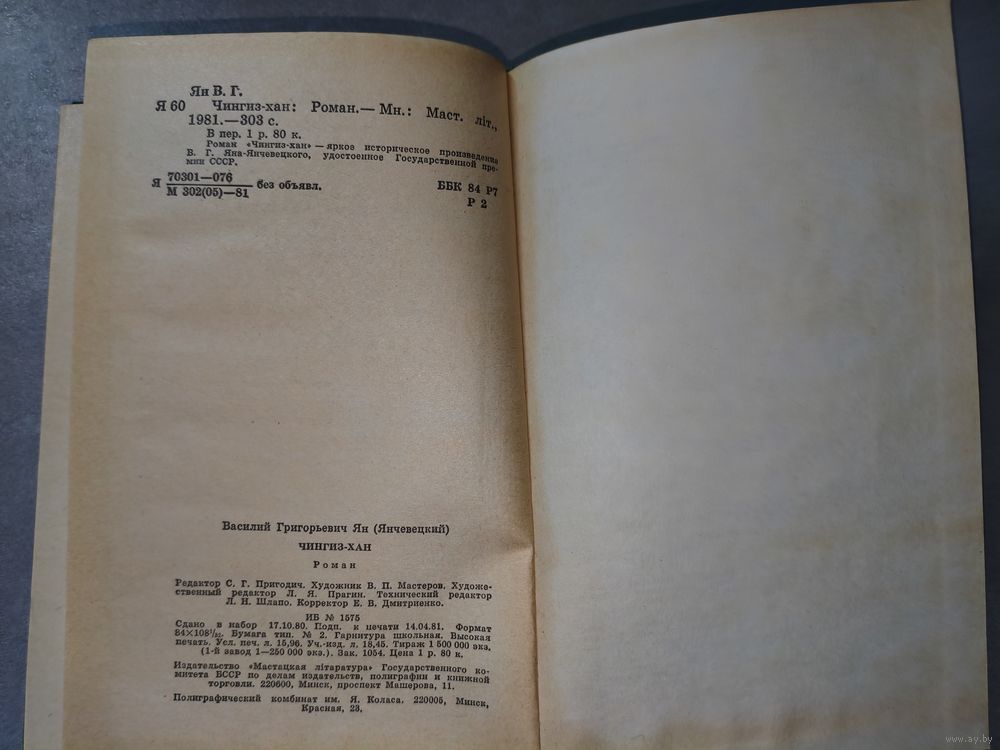 Ян В. Г.
Я 60 Чингиз-хан: Роман.— Мн.: Маст. літ.,
1981.—303 с.
В пер. 1 р. 80 к.
Роман «Чингиз-хан» — яркое историческое произведение
В. Г. Яна-Янчевецкого, удостоенное Государственной пре-
мии СССР.
Я 70301—076 без объявл. ББК 84 Р7
М 302(05)—81 Р 2
Василий Григорьевич Ян (Янчевецкий)
ЧИНГИЗ-ХАН
Роман
Редактор С. Г. Пригодич. Художник В. П. Мастеров. Художе-
ственный редактор Л. Я. Прагин. Технический редактор
Л. Н. Шлапо. Корректор Е. В. Дмитриенко.
ИБ № 1575
Сдано в набор 17.10.80. Подп. к печати 14.04.81. Формат
84×108¹/₃₂. Бумага тип. № 2. Гарнитура школьная. Высокая
печать. Усл. печ. л. 15,96. Уч.-изд. л. 18,45. Тираж 1 500 000 экз.
(1-й завод 1—250 000 экз.). Зак. 1054. Цена 1 р. 80 к.
Издательство «Мастацкая літаратура» Государственного ко-
митета БССР по делам издательств, полиграфии и книжной
торговли. 220600, Минск, проспект Машерова, 11.
Полиграфический комбинат им. Я. Коласа. 220005, Минск,
Красная, 23.
www.ay.by